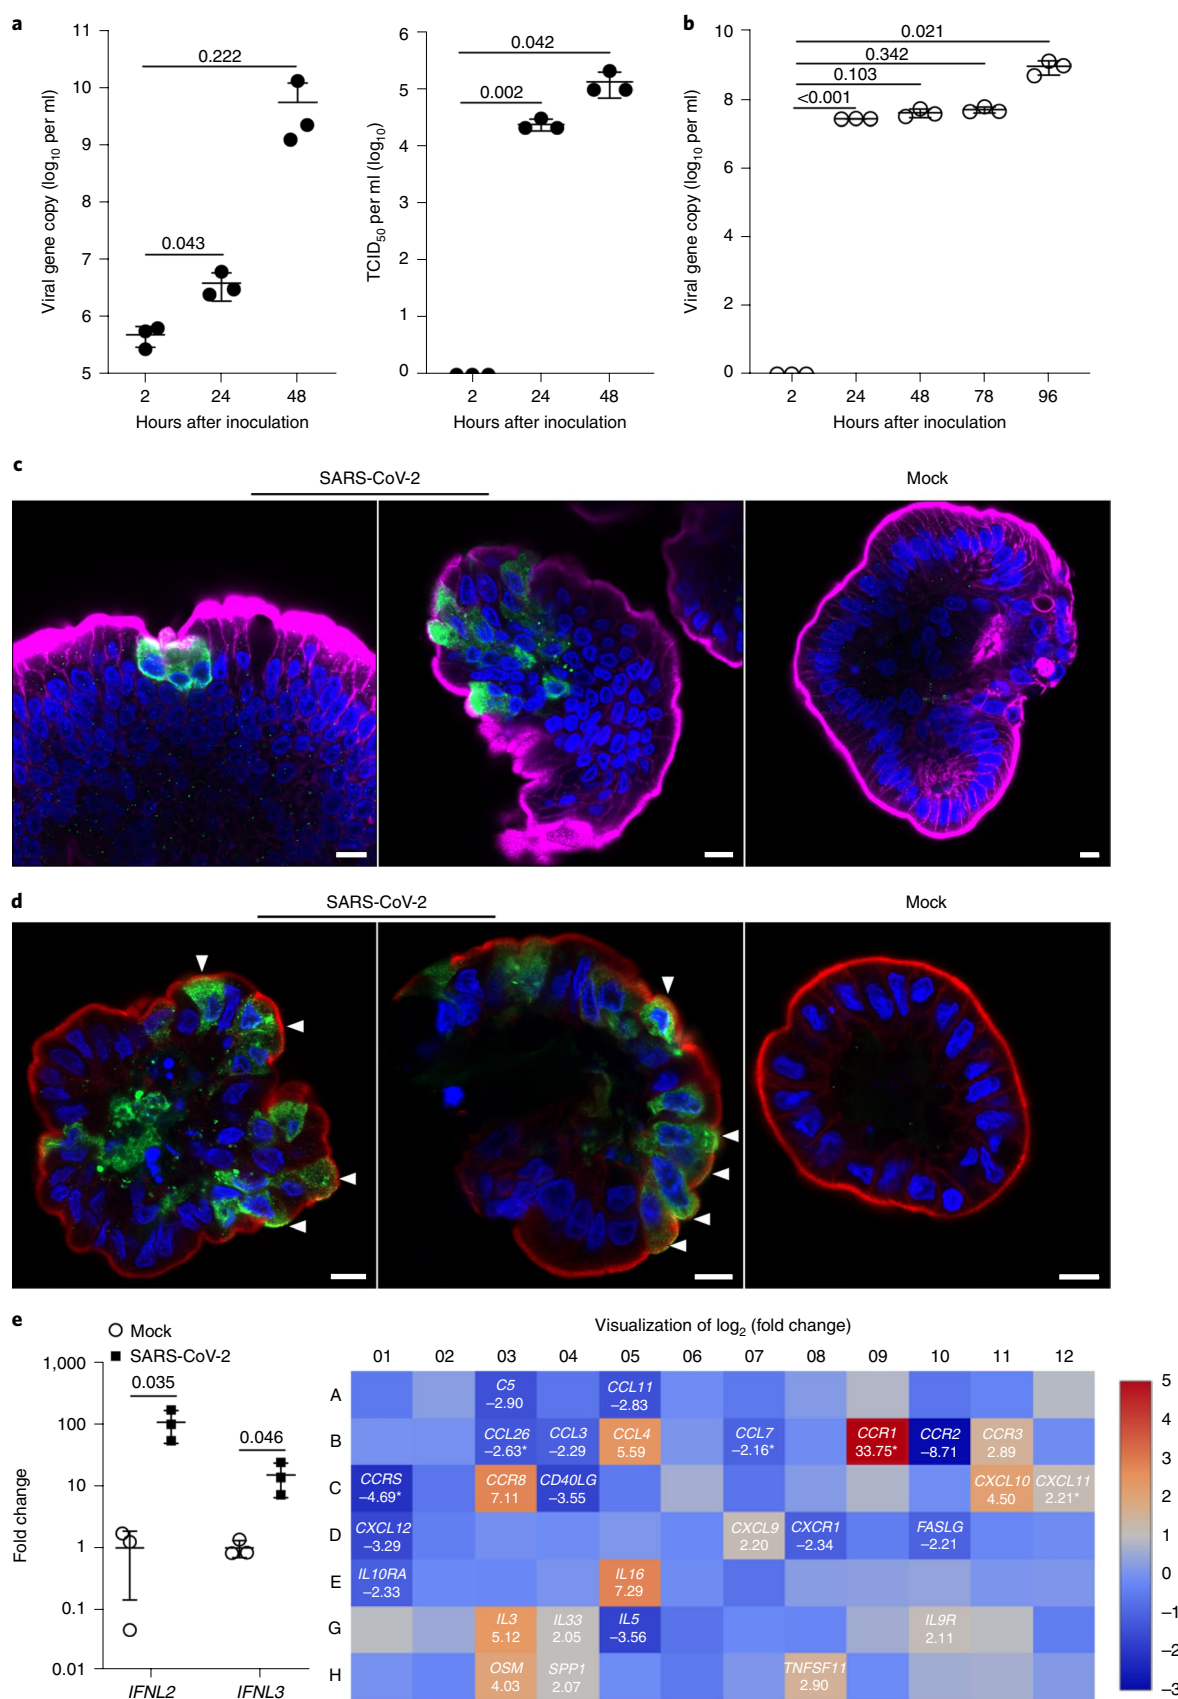 a
11
10
9
8
7
6
5
Viral gene copy (log10 per ml)
0.222
0.043
2 24 48
Hours after inoculation
6
5
4
3
2
1
0
TCID50 per ml (log10)
0.042
0.002
2 24 48
Hours after inoculation
b
10
8
6
4
2
0
Viral gene copy (log10 per ml)
0.021
0.342
0.103
<0.001
2 24 48 78 96
Hours after inoculation
c
SARS-CoV-2
Mock
d
SARS-CoV-2
Mock
e
Mock
SARS-CoV-2
1,000
100
10
1
0.1
0.01
Fold change
0.035
0.046
IFNL2 IFNL3
Visualization of log2 (fold change)
01 02 03 04 05 06 07 08 09 10 11 12
A
C5 CCL11
−2.90 −2.83
B
CCL26 CCL3 CCL4 CCL7 CCR1 CCR2 CCR3
−2.63* −2.29 5.59 −2.16* 33.75* −8.71 2.89
C
CCRS CCR8 CD40LG CXCL10 CXCL11
−4.69* 7.11 −3.55 4.50 2.21*
D
CXCL12 CXCL9 CXCR1 FASLG
−3.29 2.20 −2.34 −2.21
E
IL10RA IL16
−2.33 7.29
G
IL3 IL33 IL5 IL9R
5.12 2.05 −3.56 2.11
H
OSM SPP1 TNFSF11
4.03 2.07 2.90
5
4
3
2
1
0
−1
−2
−3